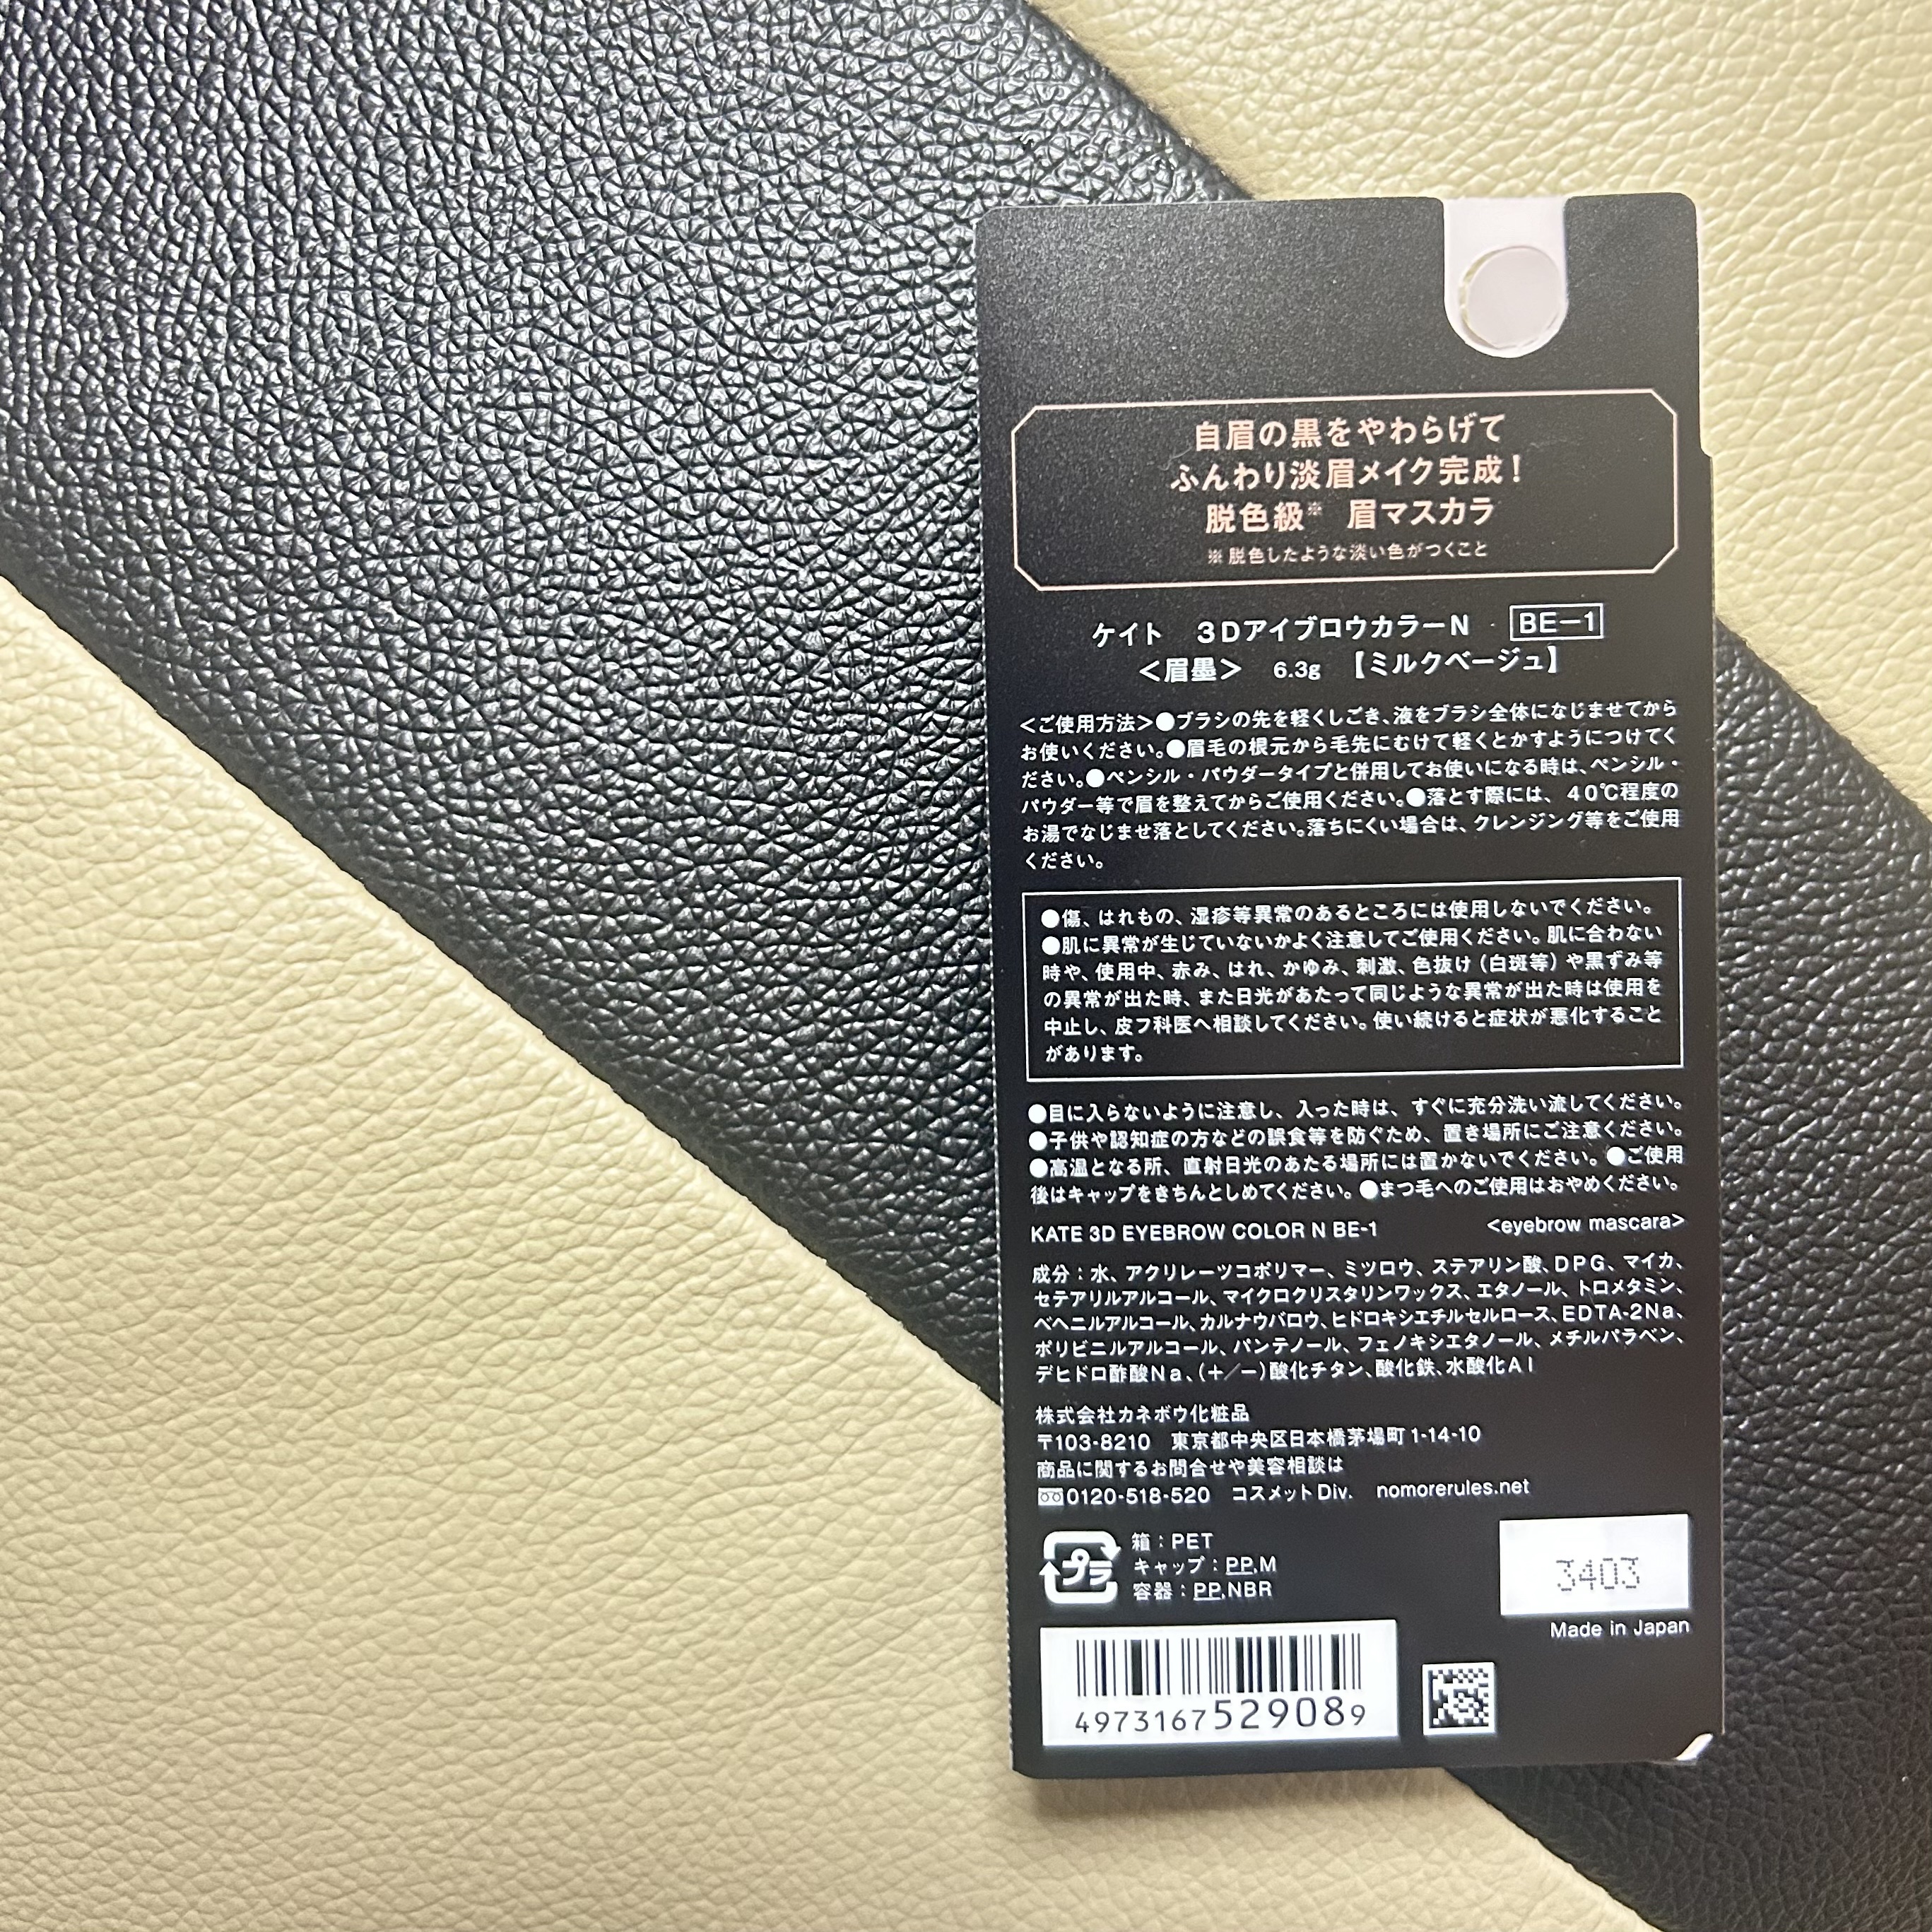 自眉の黒をやわらげて
ふんわり淡眉メイク完成！
脱色級※ 眉マスカラ
※脱色したような淡い色がつくこと
ケイト 3DアイブロウカラーN BE-1
＜眉墨＞ 6.3g 【ミルクベージュ】
＜ご使用方法＞●ブラシの先を軽くしごき、液をブラシ全体になじませてから
お使いください。●眉毛の根元から毛先にむけて軽くとかすようにつけてく
ださい。●ペンシル・パウダータイプと併用してお使いになる時は、ペンシル・
パウダー等で眉を整えてからご使用ください。●落とす際には、40℃程度の
お湯でなじませ落としてください。落ちにくい場合は、クレンジング等をご使用
ください。
●傷、はれもの、湿疹等異常のあるところには使用しないでください。
●肌に異常が生じていないかよく注意してご使用ください。肌に合わない
時や、使用中、赤み、はれ、かゆみ、刺激、色抜け（白斑等）や黒ずみ等
の異常が出た時、また日光があたって同じような異常が出た時は使用を
中止し、皮フ科医へ相談してください。使い続けると症状が悪化すること
があります。
●目に入らないように注意し、入った時は、すぐに充分洗い流してください。
●子供や認知症の方などの誤食等を防ぐため、置き場所にご注意ください。
●高温となる所、直射日光のあたる場所には置かないでください。●ご使用
後はキャップをきちんとしめてください。●まつ毛へのご使用はおやめください。
KATE 3D EYEBROW COLOR N BE-1 <eyebrow mascara>
成分：水、アクリレーツコポリマー、ミツロウ、ステアリン酸、DPG、マイカ、
セテアリルアルコール、マイクロクリスタリンワックス、エタノール、トロメタミン、
ベヘニルアルコール、カルナウバロウ、ヒドロキシエチルセルロース、EDTA-2Na、
ポリビニルアルコール、パンテノール、フェノキシエタノール、メチルパラベン、
デヒドロ酢酸Na、（＋／－）酸化チタン、酸化鉄、水酸化Al
株式会社カネボウ化粧品
〒103-8210 東京都中央区日本橋茅場町1-14-10
商品に関するお問合せや美容相談は
0120-518-520 コスメットDiv. nomorerules.net
プラ
箱：PET
キャップ：PP,M
容器：PP,NBR
3403
Made in Japan
4973167529089